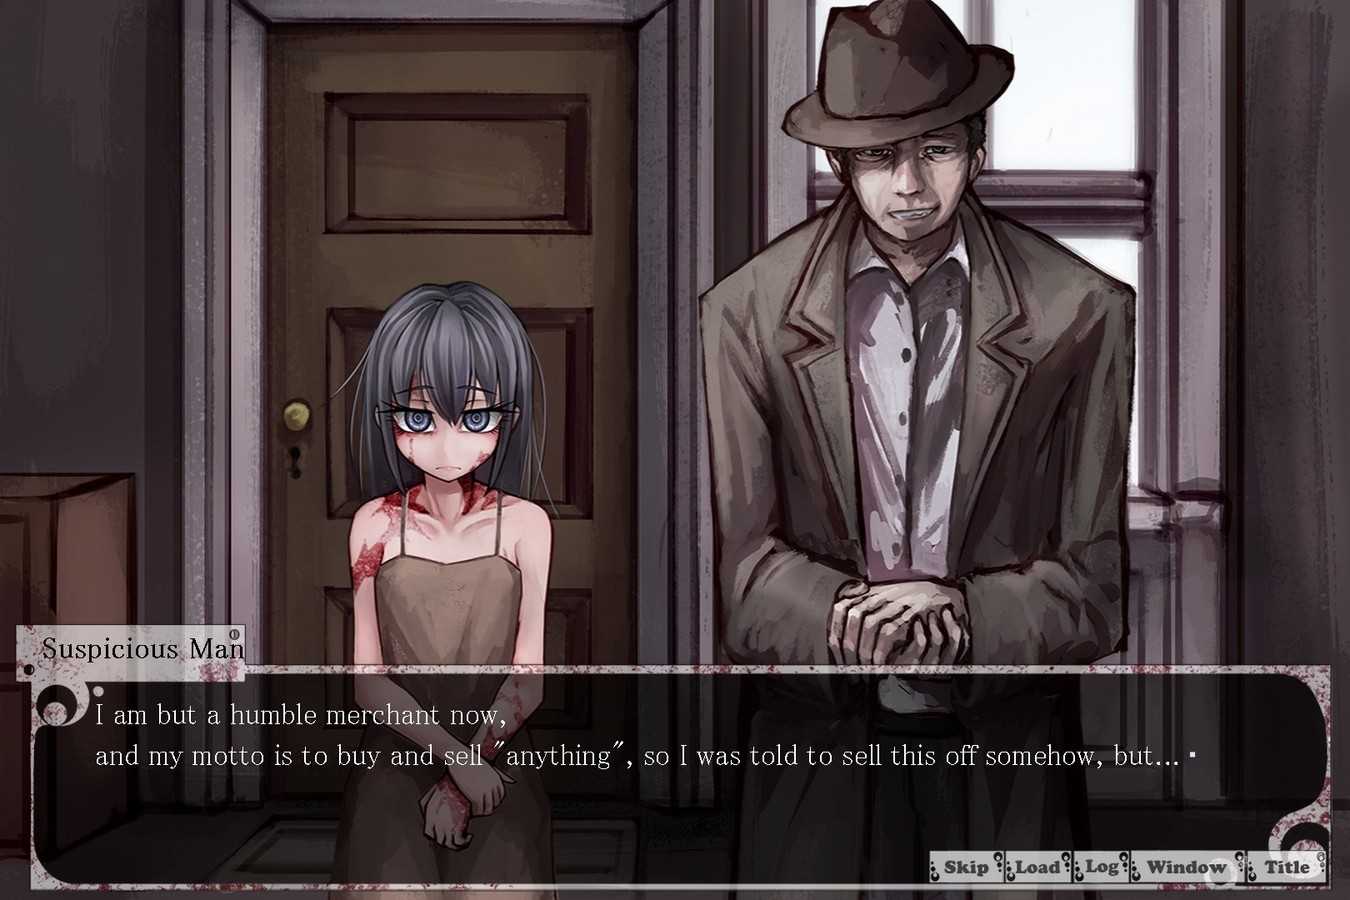 Suspicious Man
I am but a humble merchant now,
and my motto is to buy and sell "anything", so I was told to sell this off somehow, but...
Skip Load Log Window Title